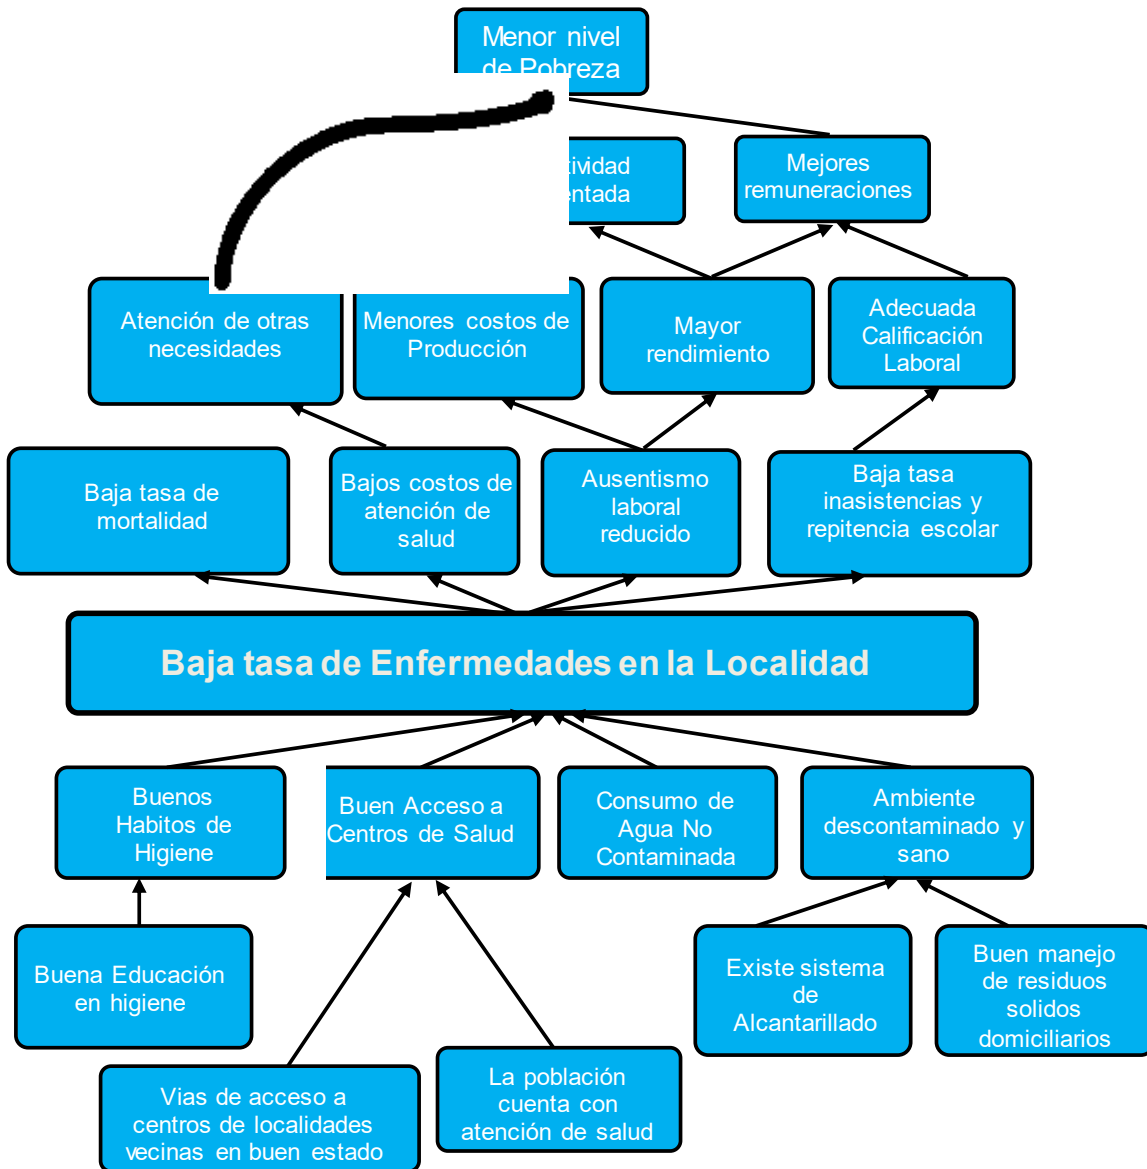 Menor nivel
de Pobreza
Mejores
remuneraciones
Atención de otras
necesidades
Menores costos de
Producción
Mayor
rendimiento
Adecuada
Calificación
Laboral
Baja tasa de
mortalidad
Bajos costos de
atención de
salud
Ausentismo
laboral
reducido
Baja tasa
inasistencias y
repitencia escolar
Baja tasa de Enfermedades en la Localidad
Buenos
Habitos de
Higiene
Buen Acceso a
Centros de Salud
Consumo de
Agua No
Contaminada
Ambiente
descontaminado y
sano
Buena Educación
en higiene
Existe sistema
de
Alcantarillado
Buen manejo
de residuos
solidos
domiciliarios
Vias de acceso a
centros de localidades
vecinas en buen estado
La población
cuenta con
atención de salud